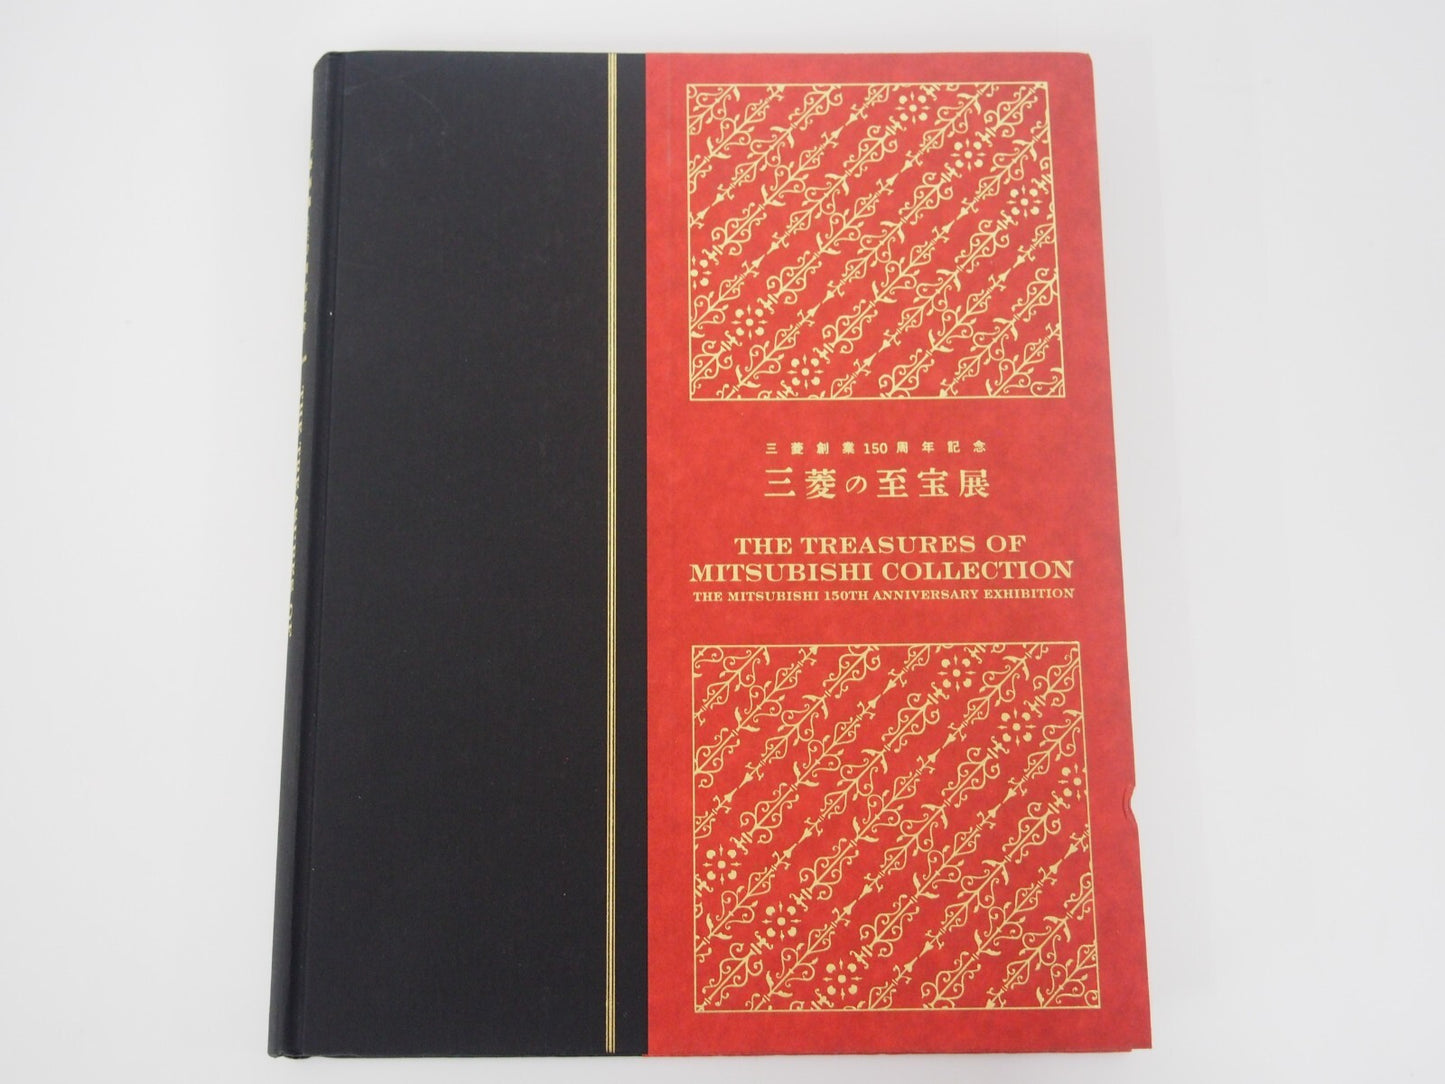 三菱創業150周年記念
三菱の至宝展
THE TREASURES OF
MITSUBISHI COLLECTION
THE MITSUBISHI 150TH ANNIVERSARY EXHIBITION